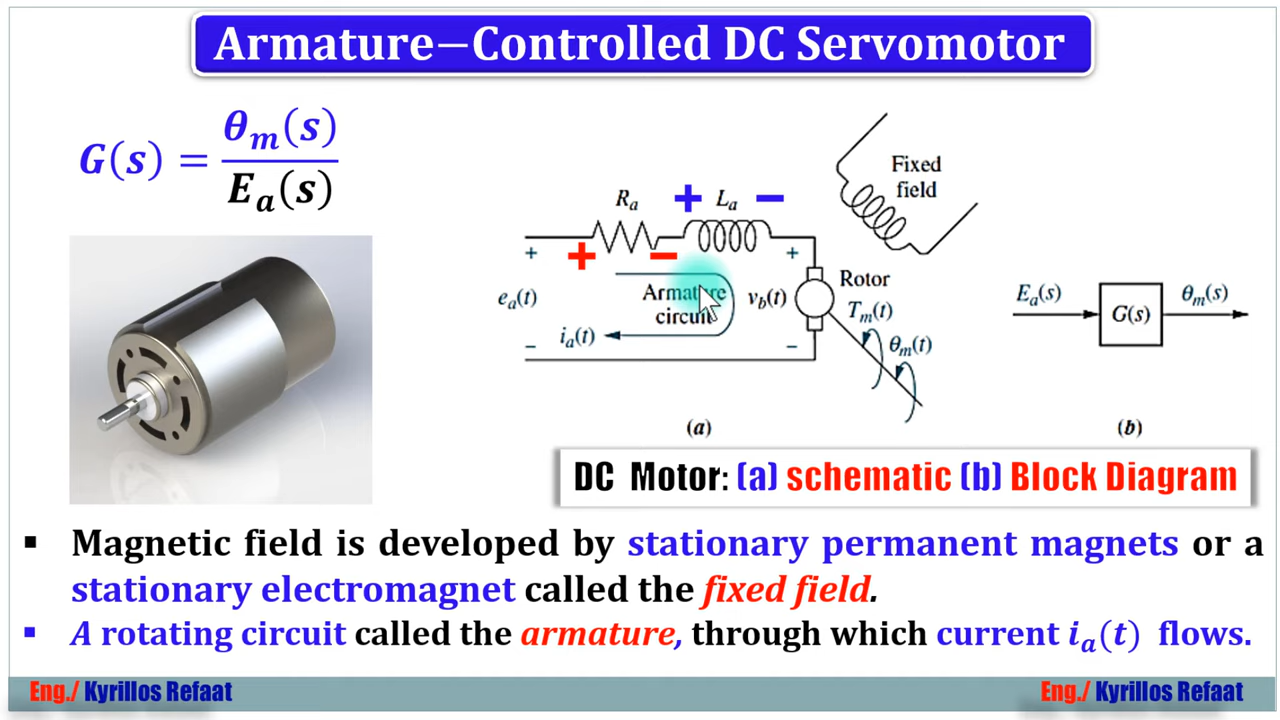 Armature−Controlled DC Servomotor
G(s) = θm(s) / Ea(s)
Fixed
field
Ra
+ La −
+ + − +
ea(t)
Armature
circuit
vb(t)
Rotor
Tm(t)
ia(t)
θm(t)
− −
Ea(s) G(s) θm(s)
(a)
(b)
DC Motor: (a) schematic (b) Block Diagram
▪ Magnetic field is developed by stationary permanent magnets or a
stationary electromagnet called the fixed field.
▪ A rotating circuit called the armature, through which current ia(t) flows.
Eng./ Kyrillos Refaat
Eng./ Kyrillos Refaat